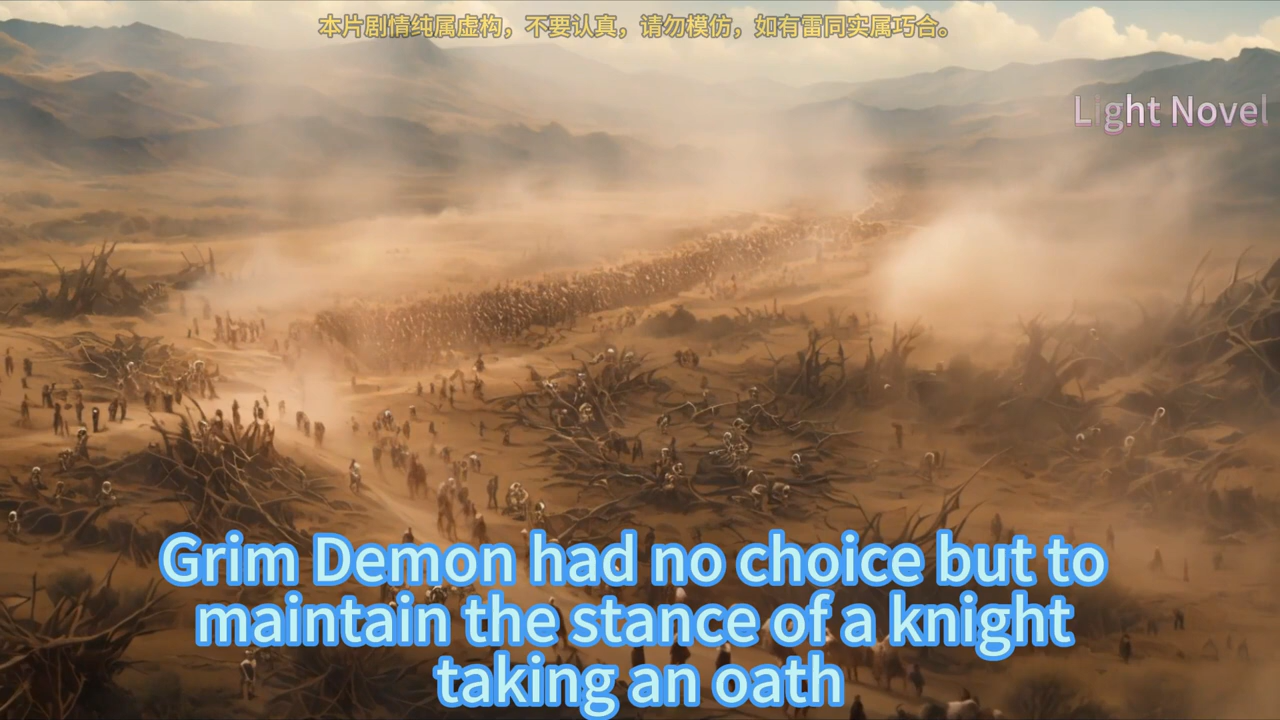 本片剧情纯属虚构，不要认真，请勿模仿，如有雷同实属巧合。
Light Novel
Grim Demon had no choice but to
maintain the stance of a knight
taking an oath